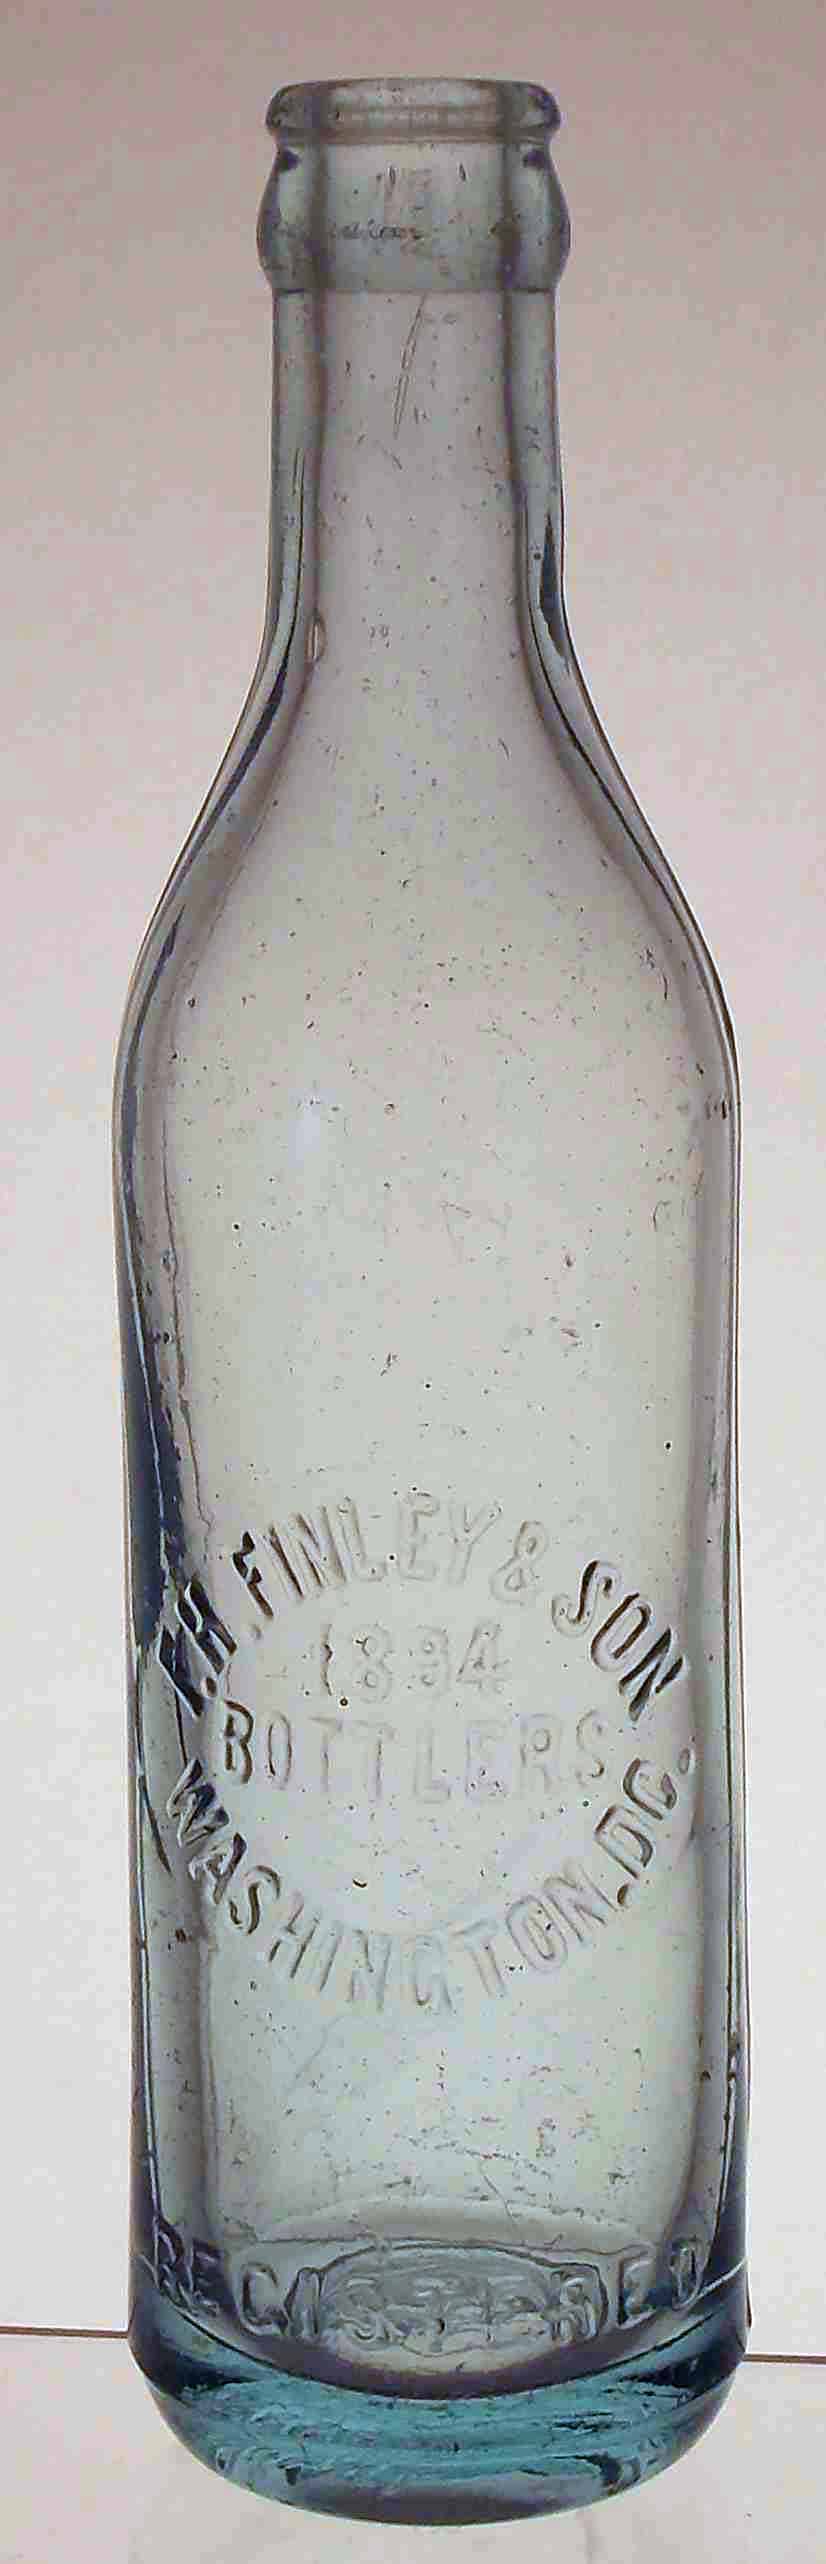 FINLEY & SON
1894
BOTTLERS
WASHINGTON. D.C.
REGISTERED